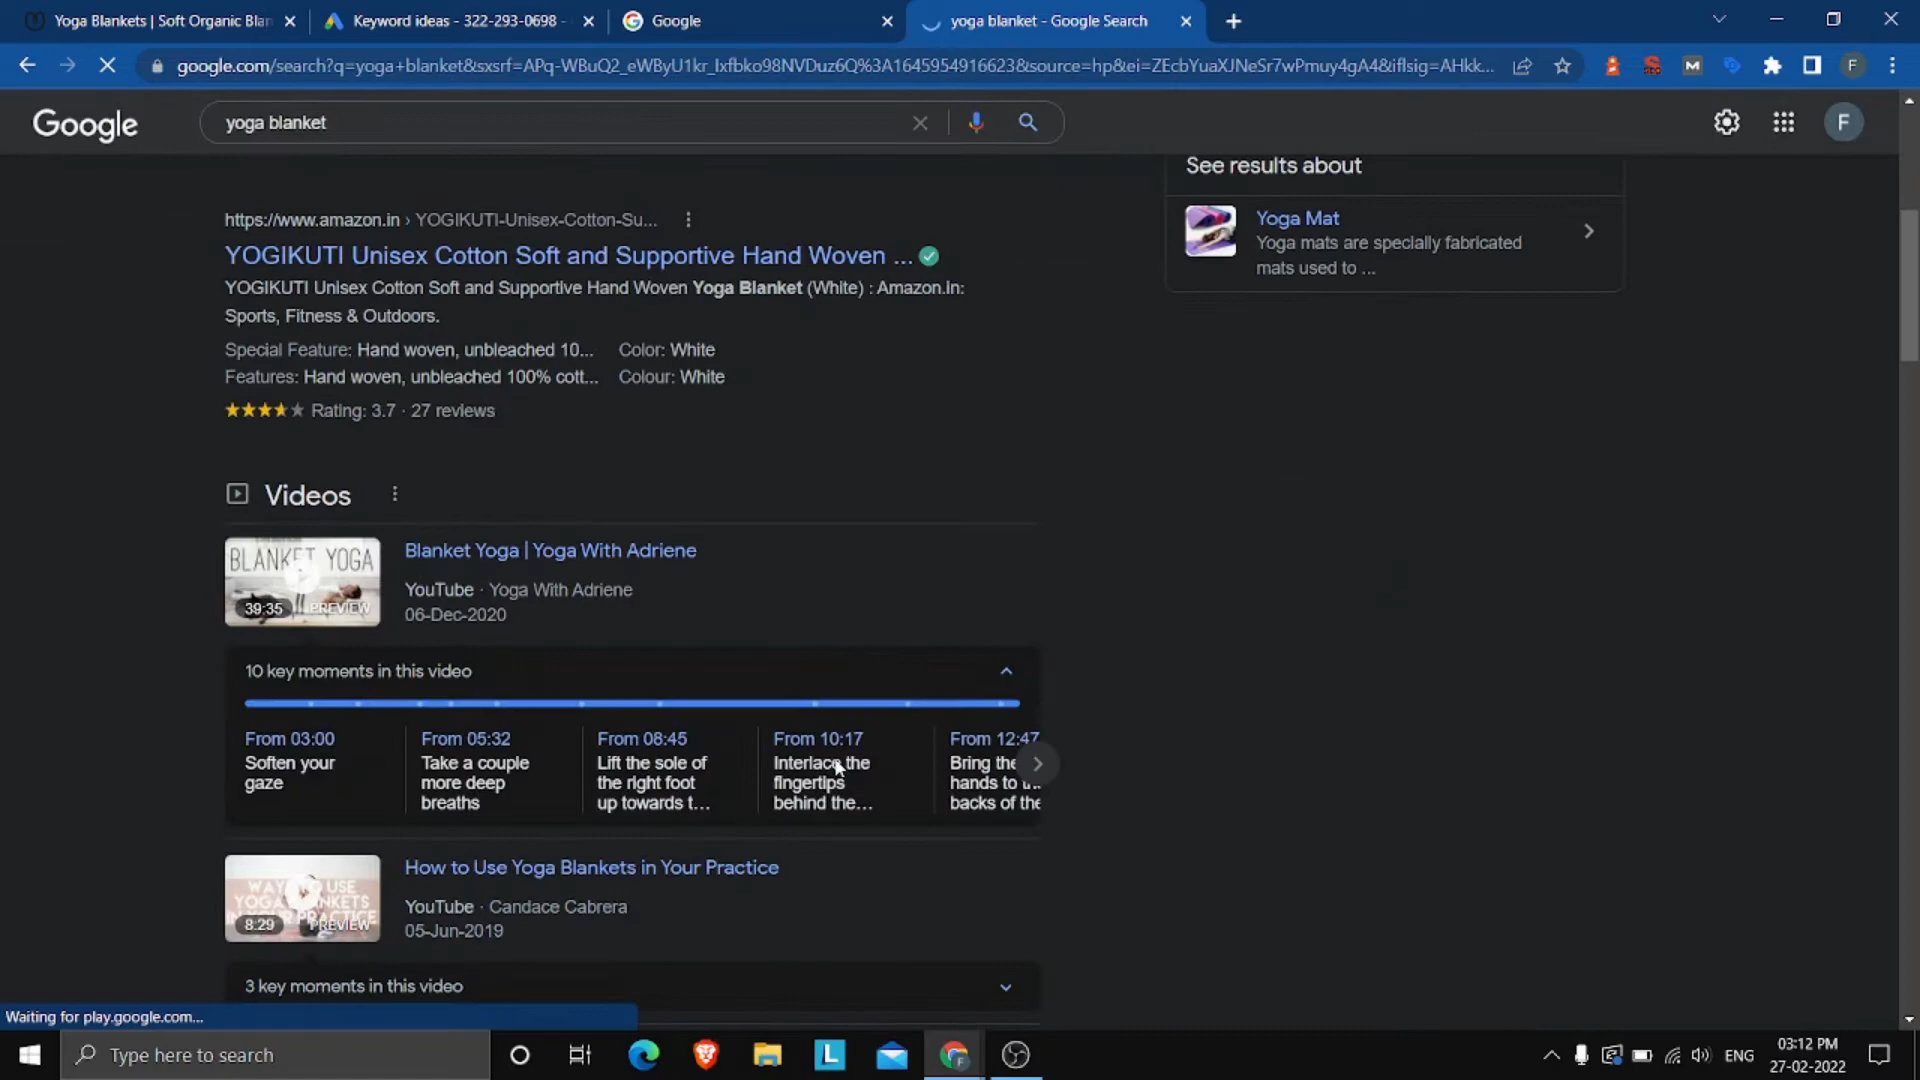 Yoga Blankets | Soft Organic Blan
Keyword ideas - 322-293-0698 -
Google
yoga blanket - Google Search
google.com/search?q=yoga+blanket&sxsrf=APq-WBuQ2_eWByU1kr_Ixfbko98NVDuz6Q%3A1645954916623&source=hp&ei=ZEcbYuaXJNeSr7wPmuy4gA4&iflsig=AHkk...
M
F
Google
yoga blanket
F
See results about
https://www.amazon.in › YOGIKUTI-Unisex-Cotton-Su...
YOGIKUTI Unisex Cotton Soft and Supportive Hand Woven ...
YOGIKUTI Unisex Cotton Soft and Supportive Hand Woven Yoga Blanket (White) : Amazon.In:
Sports, Fitness & Outdoors.
Special Feature: Hand woven, unbleached 10... Color: White
Features: Hand woven, unbleached 100% cott... Colour: White
Rating: 3.7 · 27 reviews
Yoga Mat
Yoga mats are specially fabricated
mats used to ...
Videos
BLANKET YOGA
39:35 PREVIEW
Blanket Yoga | Yoga With Adriene
YouTube · Yoga With Adriene
06-Dec-2020
10 key moments in this video
From 03:00
Soften your
gaze
From 05:32
Take a couple
more deep
breaths
From 08:45
Lift the sole of
the right foot
up towards t...
From 10:17
Interlace the
fingertips
behind the...
From 12:47
Bring the
hands to
backs of the
8:29 PREVIEW
How to Use Yoga Blankets in Your Practice
YouTube · Candace Cabrera
05-Jun-2019
3 key moments in this video
Waiting for play.google.com...
Type here to search
L
F
ENG
03:12 PM
27-02-2022